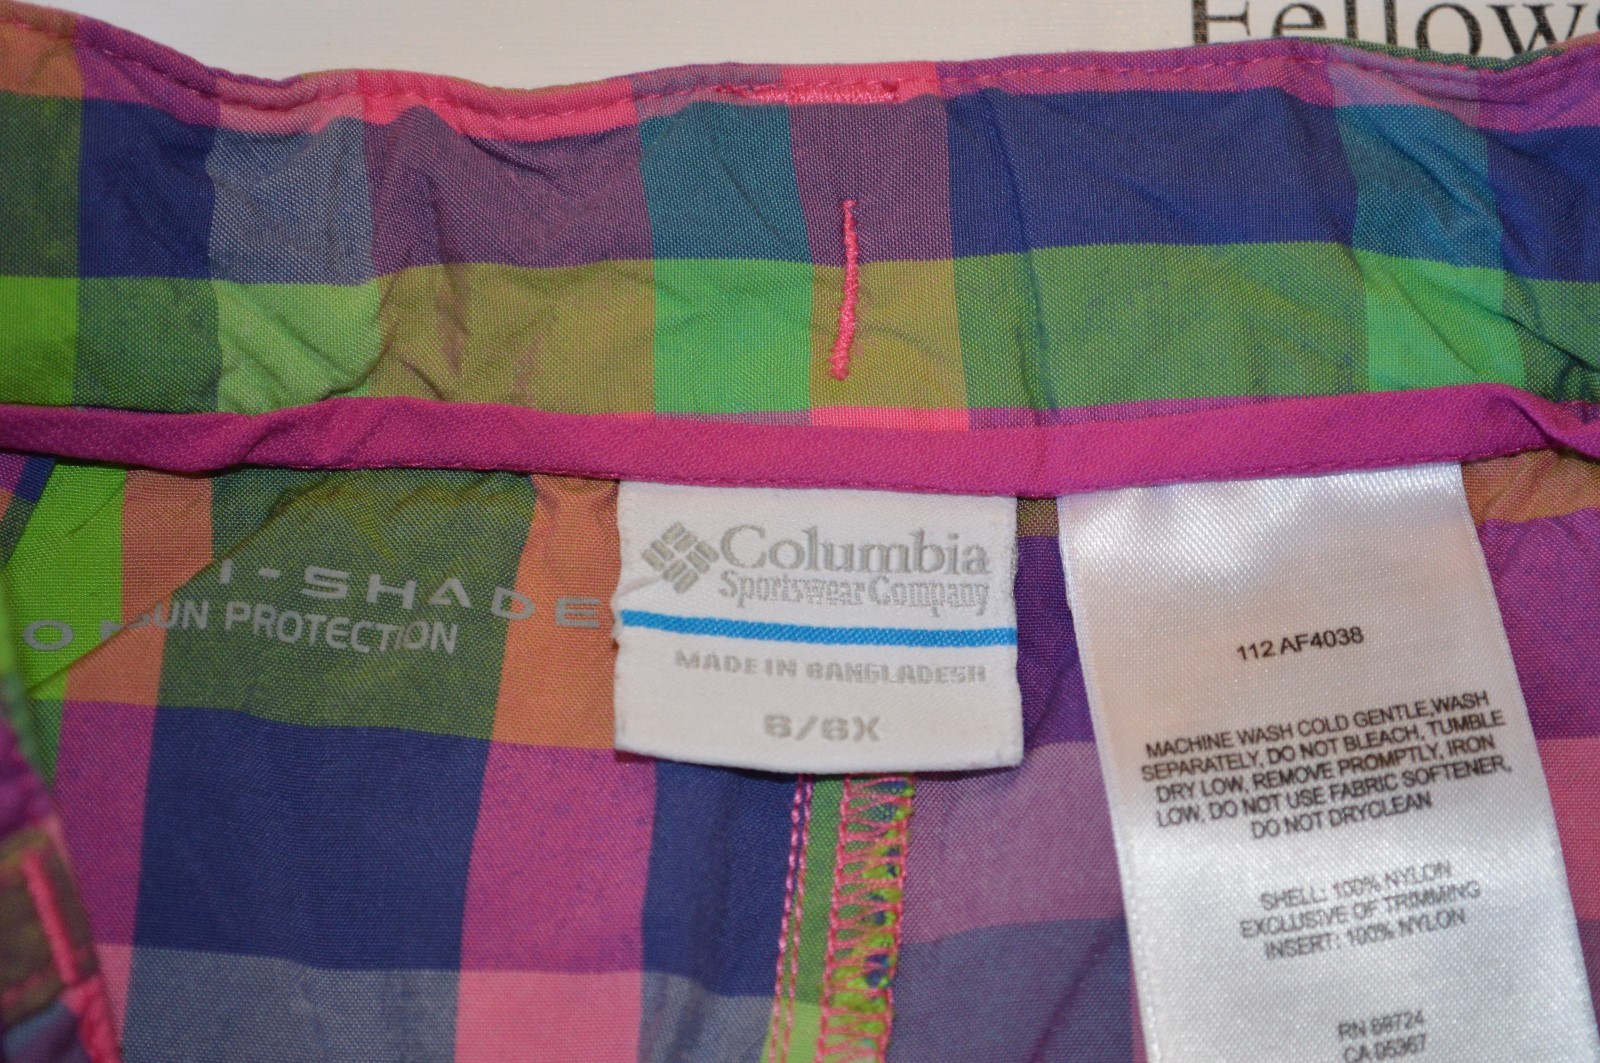 Fellows
I-SHADE
SUN PROTECTION
Columbia
Sportswear Company
MADE IN BANGLADESH
6/6X
112 AF4038
MACHINE WASH COLD GENTLE,WASH
SEPARATELY, DO NOT BLEACH, TUMBLE
DRY LOW, REMOVE PROMPTLY, IRON
LOW, DO NOT USE FABRIC SOFTENER,
DO NOT DRYCLEAN
SHELL: 100% NYLON
EXCLUSIVE OF TRIMMING
INSERT: 100% NYLON
RN 69724
CA 05367